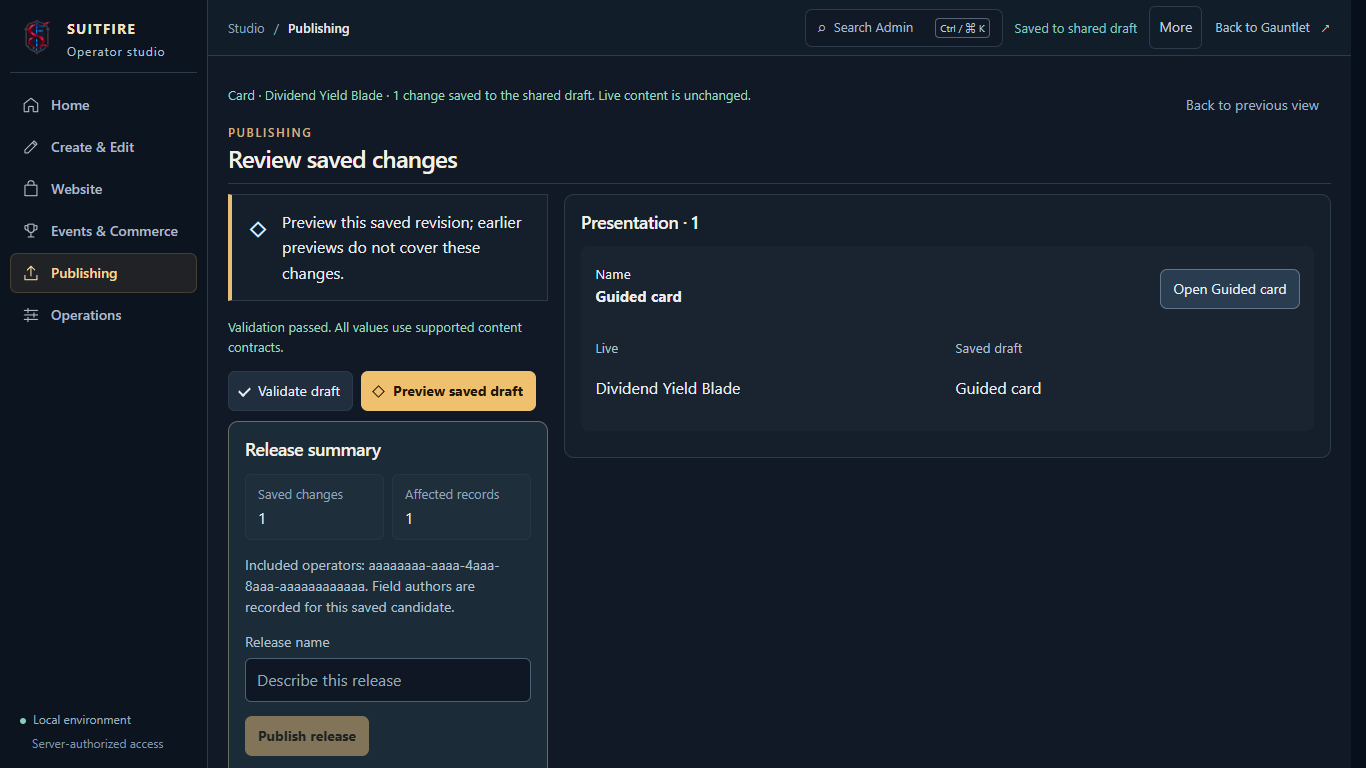 SUITFIRE
Operator studio
Home
Create & Edit
Website
Events & Commerce
Publishing
Operations
Local environment
Server-authorized access
Studio / Publishing
Search Admin Ctrl / ⌘ K
Saved to shared draft
More
Back to Gauntlet ↗
Card · Dividend Yield Blade · 1 change saved to the shared draft. Live content is unchanged.
Back to previous view
PUBLISHING
Review saved changes
Preview this saved revision; earlier
previews do not cover these
changes.
Validation passed. All values use supported content
contracts.
Validate draft
Preview saved draft
Release summary
Saved changes
1
Affected records
1
Included operators: aaaaaaaa-aaaa-4aaa-
8aaa-aaaaaaaaaaaa. Field authors are
recorded for this saved candidate.
Release name
Describe this release
Publish release
Presentation · 1
Name
Guided card
Open Guided card
Live
Dividend Yield Blade
Saved draft
Guided card